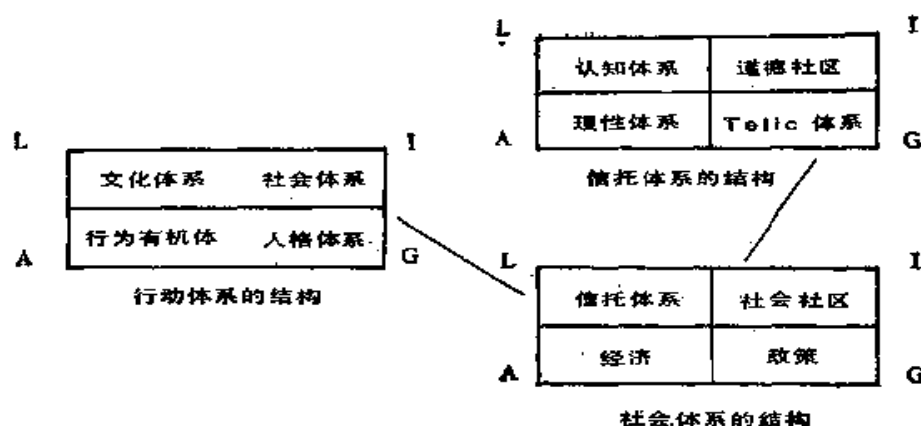 L I
认知体系 道德社区
理性体系 Telic 体系
A G
信托体系的结构
L I
文化体系 社会体系
行为有机体 人格体系
A G
行动体系的结构
L I
信托体系 社会社区
经济 政策
A G
社会体系的结构